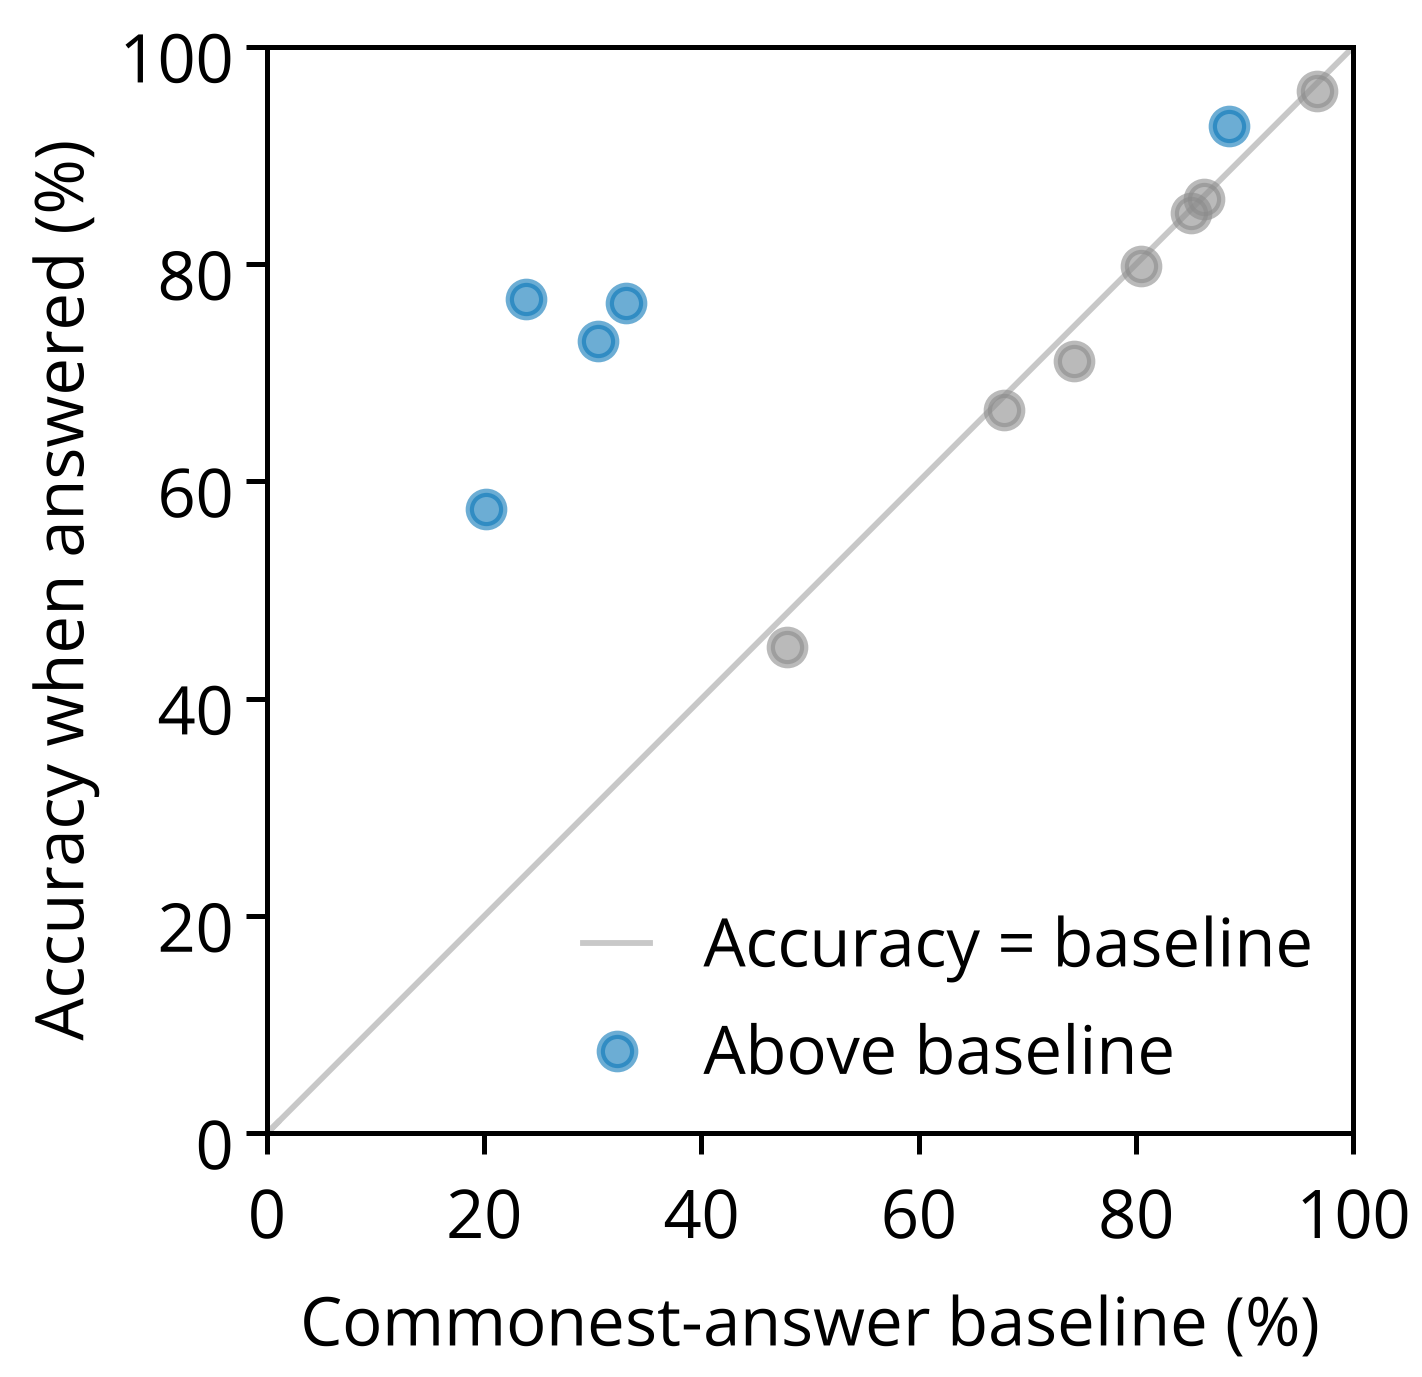 100
80
60
40
20
0
Accuracy when answered (%)
Accuracy = baseline
Above baseline
0 20 40 60 80 100
Commonest-answer baseline (%)